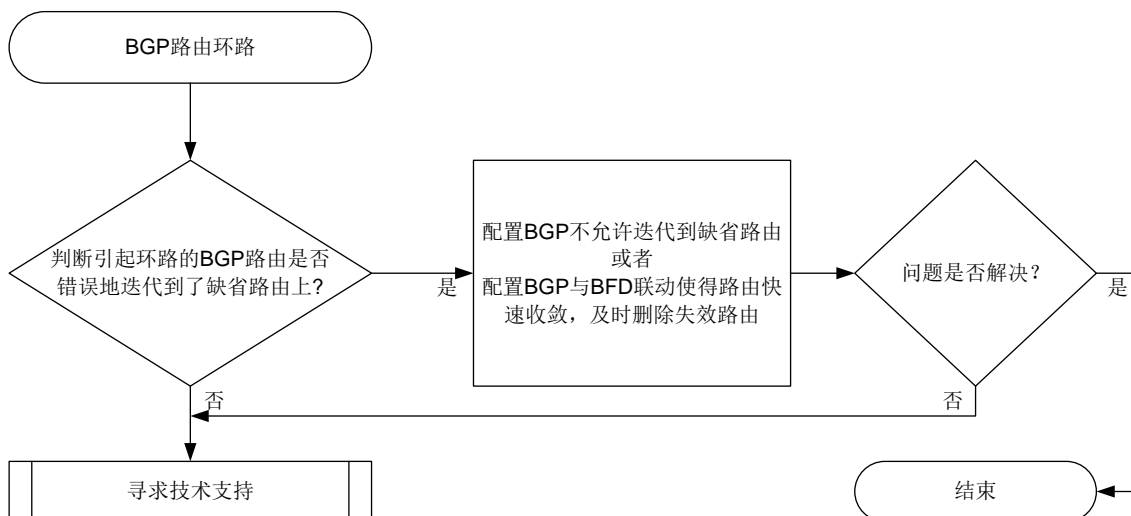 BGP路由环路
判断引起环路的BGP路由是否
错误地迭代到了缺省路由上?
是
配置BGP不允许迭代到缺省路由
或者
配置BGP与BFD联动使得路由快
速收敛，及时删除失效路由
问题是否解决？
是
否
否
寻求技术支持
结束